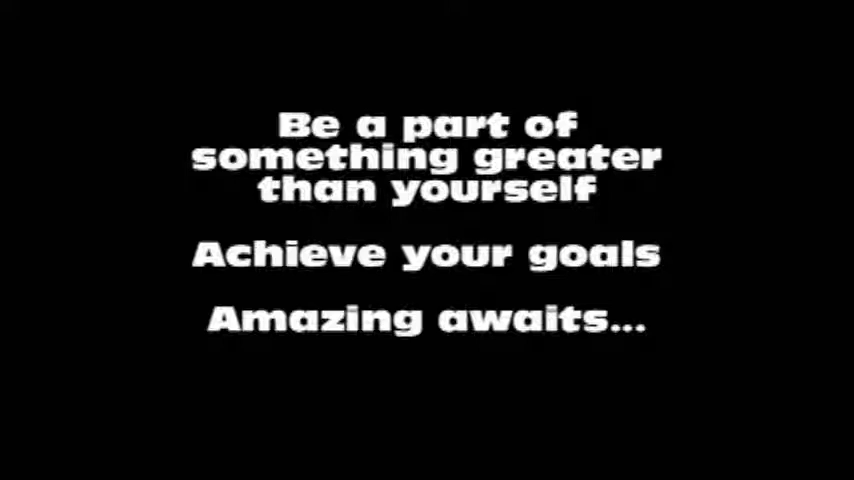 Be a part of
something greater
than yourself
Achieve your goals
Amazing awaits...